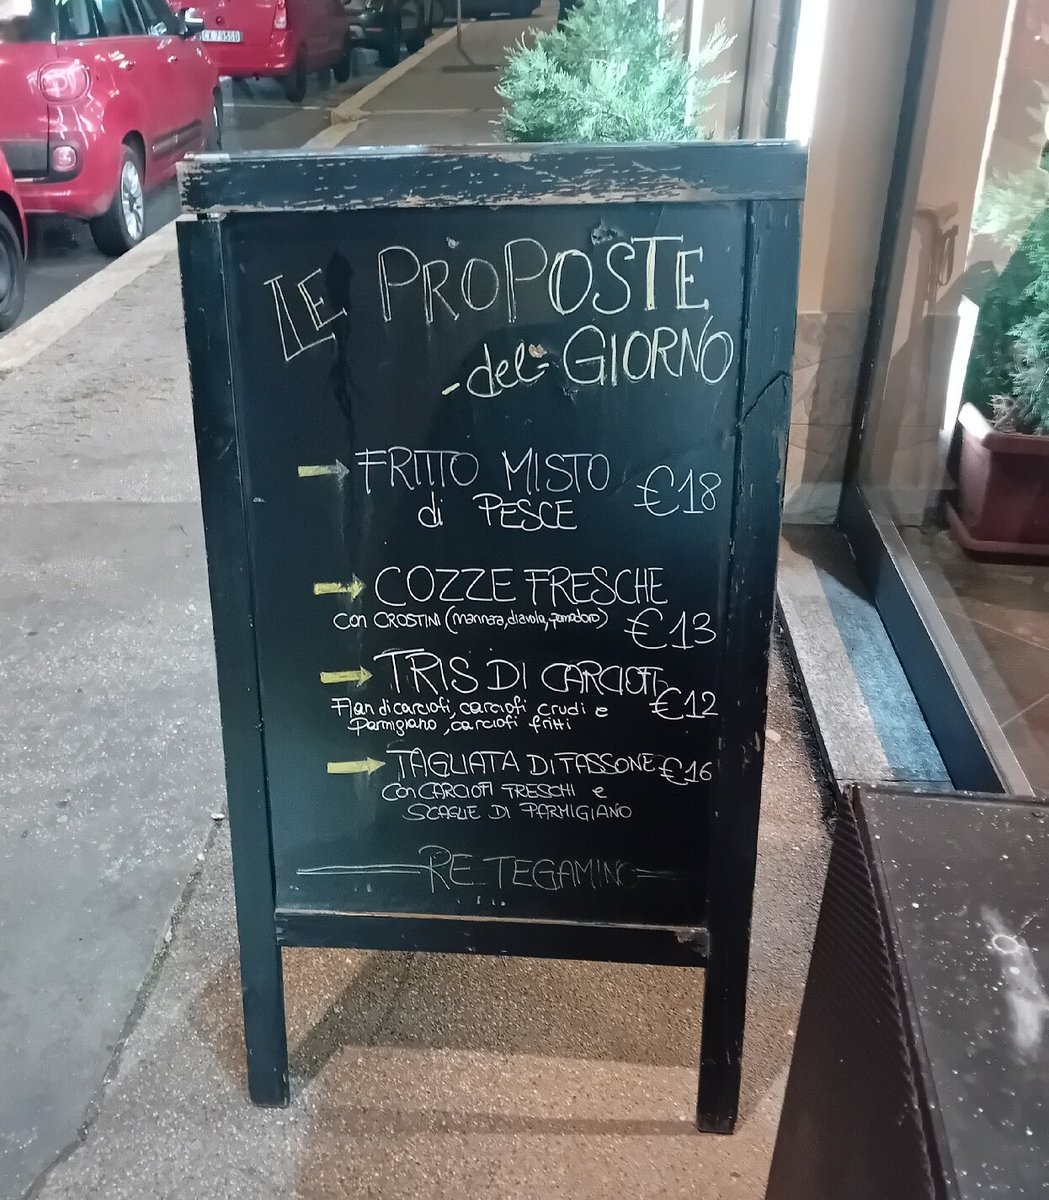 LE PROPOSTE
-del- GIORNO
FRITTO MISTO
di PESCE €18
COZZE FRESCHE
con CROSTINI (marinara, diavola, pomodoro) €13
TRIS DI CARCIOFI
Flan di carciofi, carciofi crudi e €12
Parmigiano, carciofi fritti
TAGLIATA DI TASSONE €16
CON CARCIOFI FRESCHI e
SCAGLIE DI PARMIGIANO
RE TEGAMINO